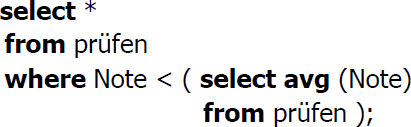 select *
from prüfen
where Note < ( select avg (Note)
from prüfen );